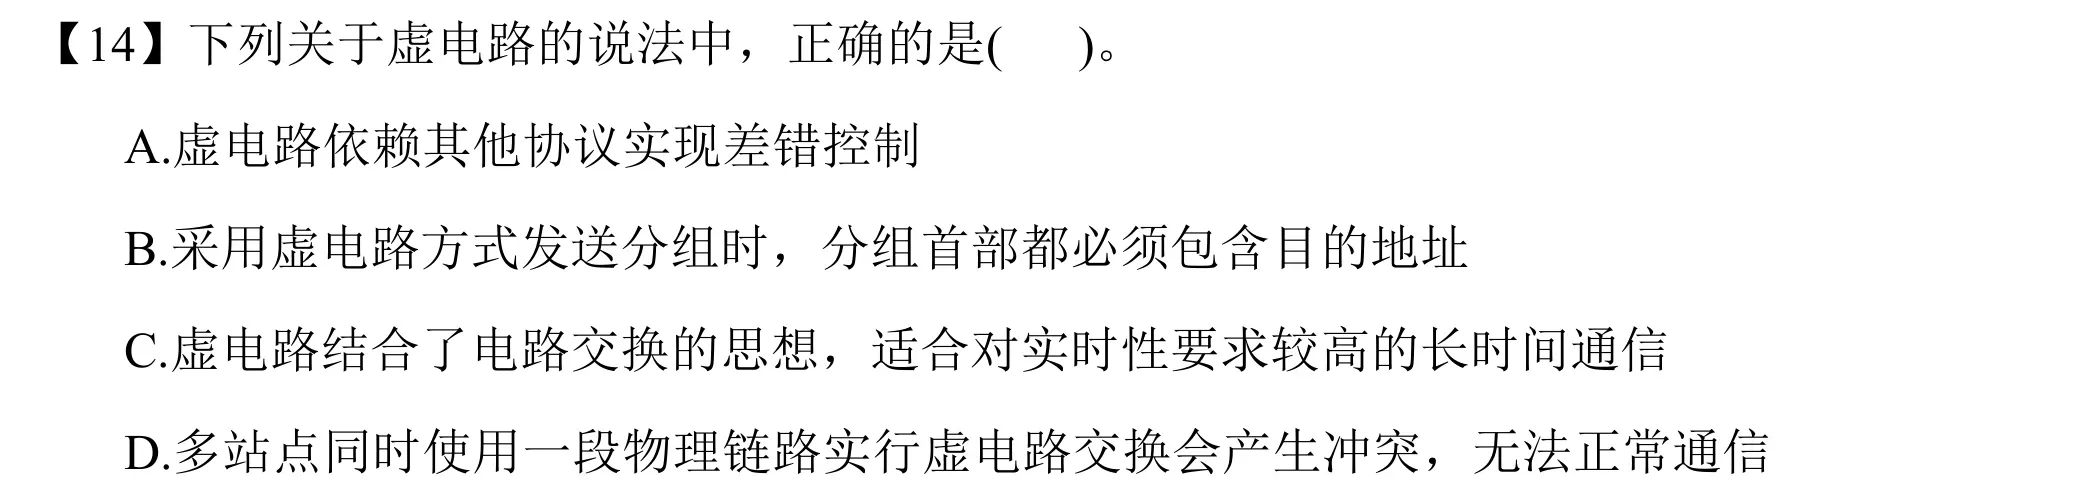 【14】下列关于虚电路的说法中，正确的是(　　)。
A.虚电路依赖其他协议实现差错控制
B.采用虚电路方式发送分组时，分组首部都必须包含目的地址
C.虚电路结合了电路交换的思想，适合对实时性要求较高的长时间通信
D.多站点同时使用一段物理链路实行虚电路交换会产生冲突，无法正常通信